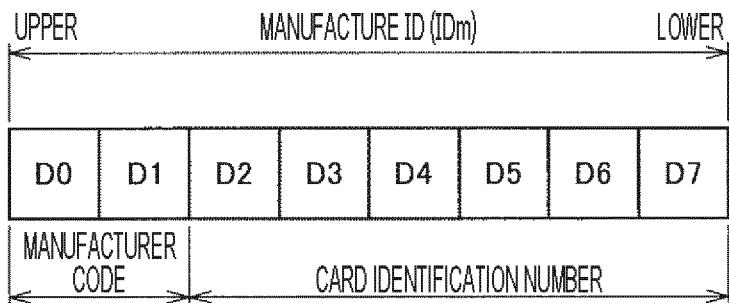 UPPER MANUFACTURE ID (IDm) LOWER
D0 D1 D2 D3 D4 D5 D6 D7
MANUFACTURER
CODE CARD IDENTIFICATION NUMBER